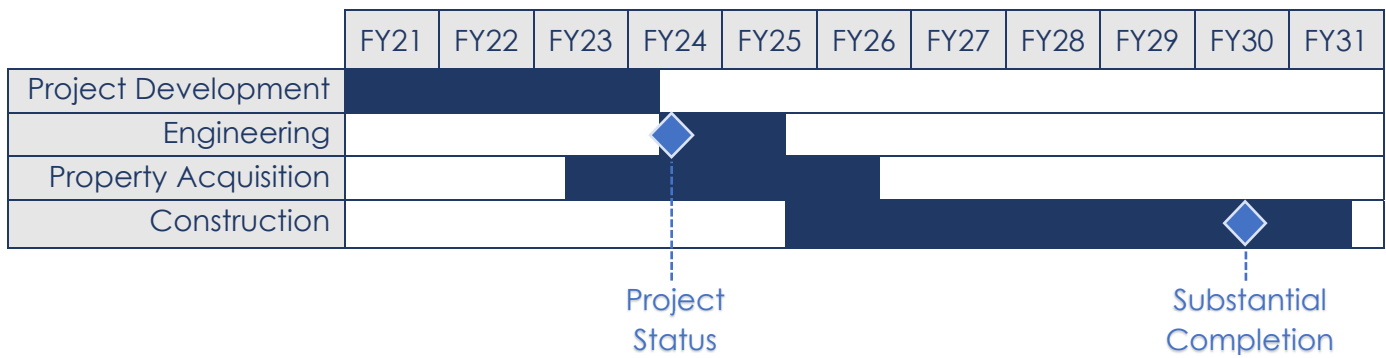 FY21 FY22 FY23 FY24 FY25 FY26 FY27 FY28 FY29 FY30 FY31
Project Development
Engineering
Property Acquisition
Construction
Project
Status
Substantial
Completion